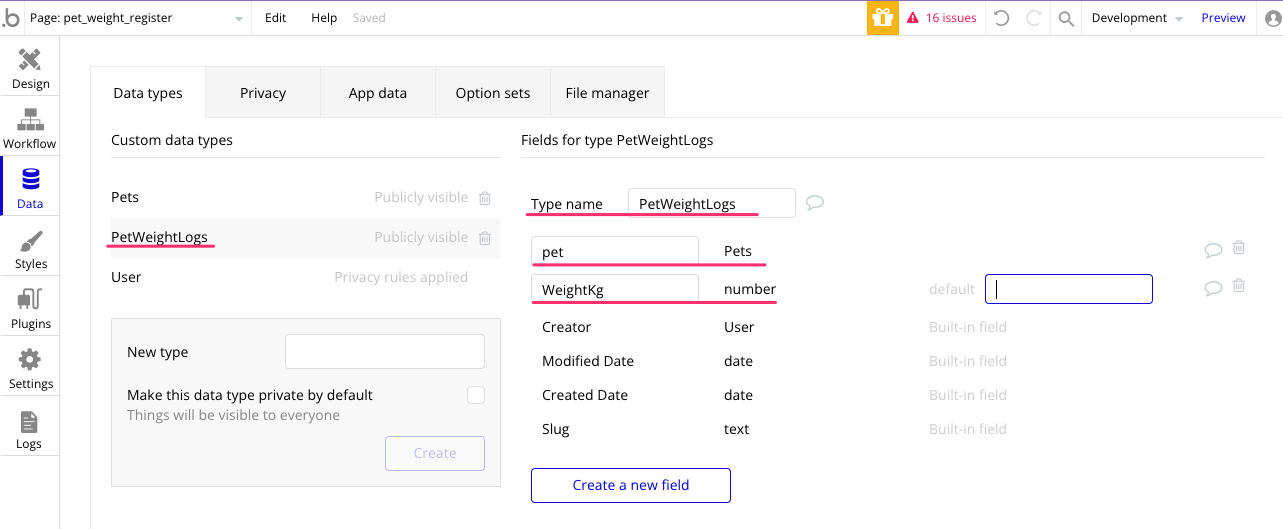 .b Page: pet_weight_register Edit Help Saved 16 issues Development Preview
Design
Workflow
Data
Styles
Plugins
Settings
Logs
Data types Privacy App data Option sets File manager
Custom data types
Pets Publicly visible
PetWeightLogs Publicly visible
User Privacy rules applied
New type
Make this data type private by default
Things will be visible to everyone
Create
Fields for type PetWeightLogs
Type name PetWeightLogs
pet Pets
WeightKg number default
Creator User Built-in field
Modified Date date Built-in field
Created Date date Built-in field
Slug text Built-in field
Create a new field